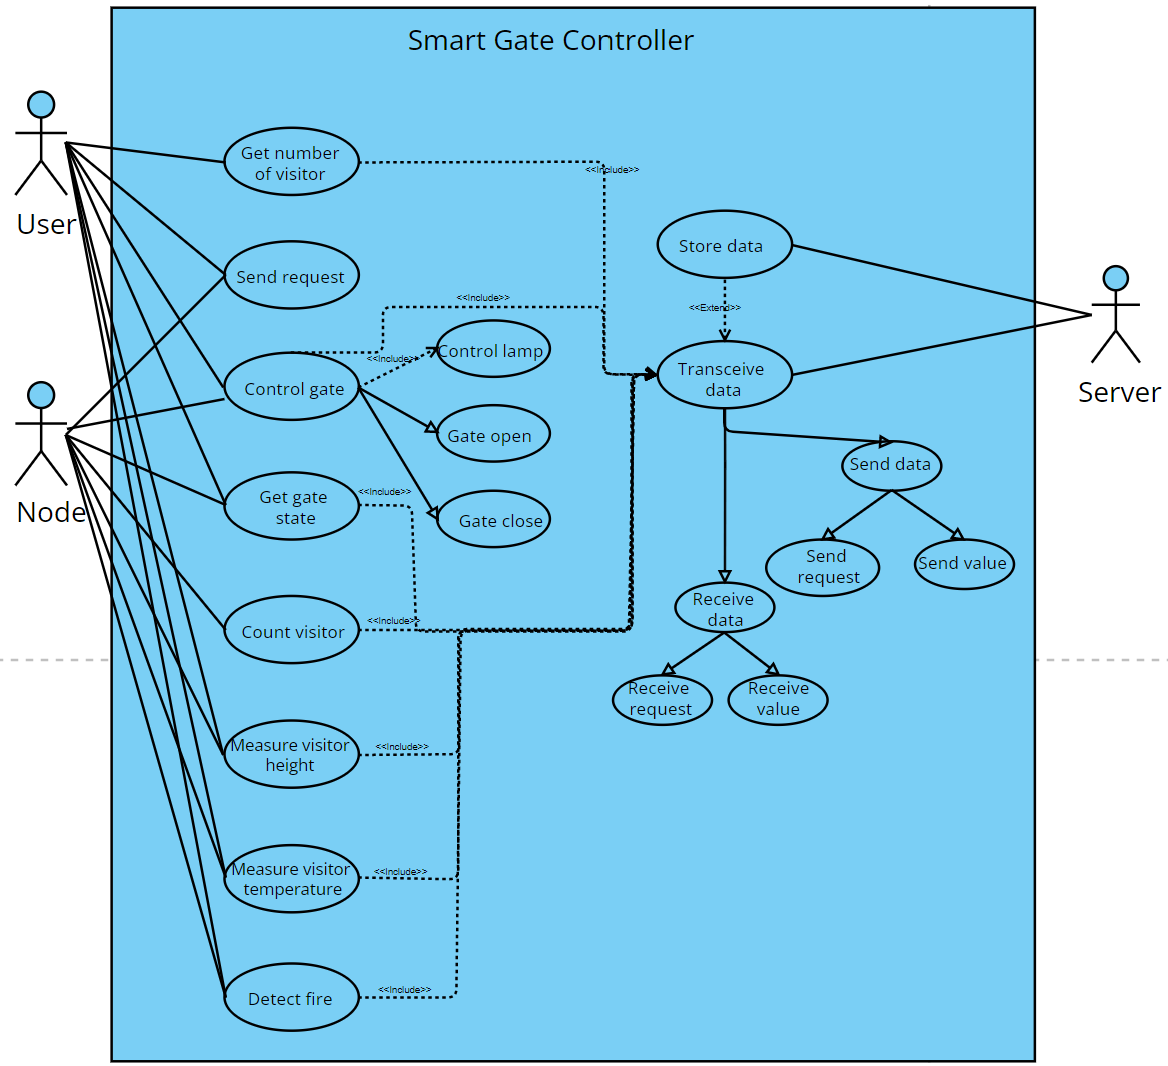 Smart Gate Controller
User
Get number
of visitor
<<Include>>
Send request
Store data
<<Extend>>
Server
<<Include>>
Control lamp
<<Include>>
Control gate
Transceive
data
Gate open
Node
Get gate
state
<<Include>>
Gate close
Send data
Send
request
Send value
Count visitor
<<Include>>
Receive
data
Receive
request
Receive
value
Measure visitor
height
<<Include>>
Measure visitor
temperature
<<Include>>
Detect fire
<<Include>>